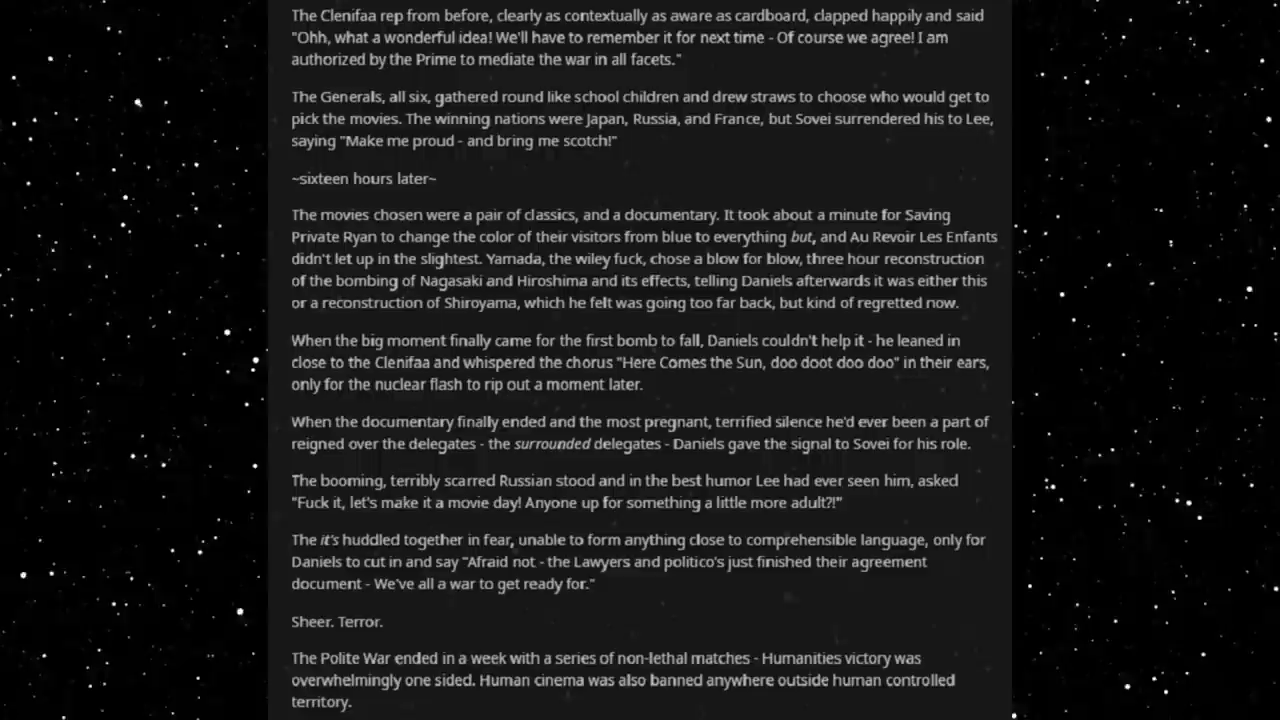 The Clenifaa rep from before, clearly as contextually as aware as cardboard, clapped happily and said
"Ohh, what a wonderful idea! We'll have to remember it for next time - Of course we agree! I am
authorized by the Prime to mediate the war in all facets."
The Generals, all six, gathered round like school children and drew straws to choose who would get to
pick the movies. The winning nations were Japan, Russia, and France, but Sovei surrendered his to Lee,
saying "Make me proud - and bring me scotch!"
~sixteen hours later~
The movies chosen were a pair of classics, and a documentary. It took about a minute for Saving
Private Ryan to change the color of their visitors from blue to everything but, and Au Revoir Les Enfants
didn't let up in the slightest. Yamada, the wiley fuck, chose a blow for blow, three hour reconstruction
of the bombing of Nagasaki and Hiroshima and its effects, telling Daniels afterwards it was either this
or a reconstruction of Shiroyama, which he felt was going too far back, but kind of regretted now.
When the big moment finally came for the first bomb to fall, Daniels couldn't help it - he leaned in
close to the Clenifaa and whispered the chorus "Here Comes the Sun, doo doot doo doo" in their ears,
only for the nuclear flash to rip out a moment later.
When the documentary finally ended and the most pregnant, terrified silence he'd ever been a part of
reigned over the delegates - the surrounded delegates - Daniels gave the signal to Sovei for his role.
The booming, terribly scarred Russian stood and in the best humor Lee had ever seen him, asked
"Fuck it, let's make it a movie day! Anyone up for something a little more adult?!"
The it's huddled together in fear, unable to form anything close to comprehensible language, only for
Daniels to cut in and say "Afraid not - the Lawyers and politico's just finished their agreement
document - We've all a war to get ready for."
Sheer. Terror.
The Polite War ended in a week with a series of non-lethal matches - Humanities victory was
overwhelmingly one sided. Human cinema was also banned anywhere outside human controlled
territory.